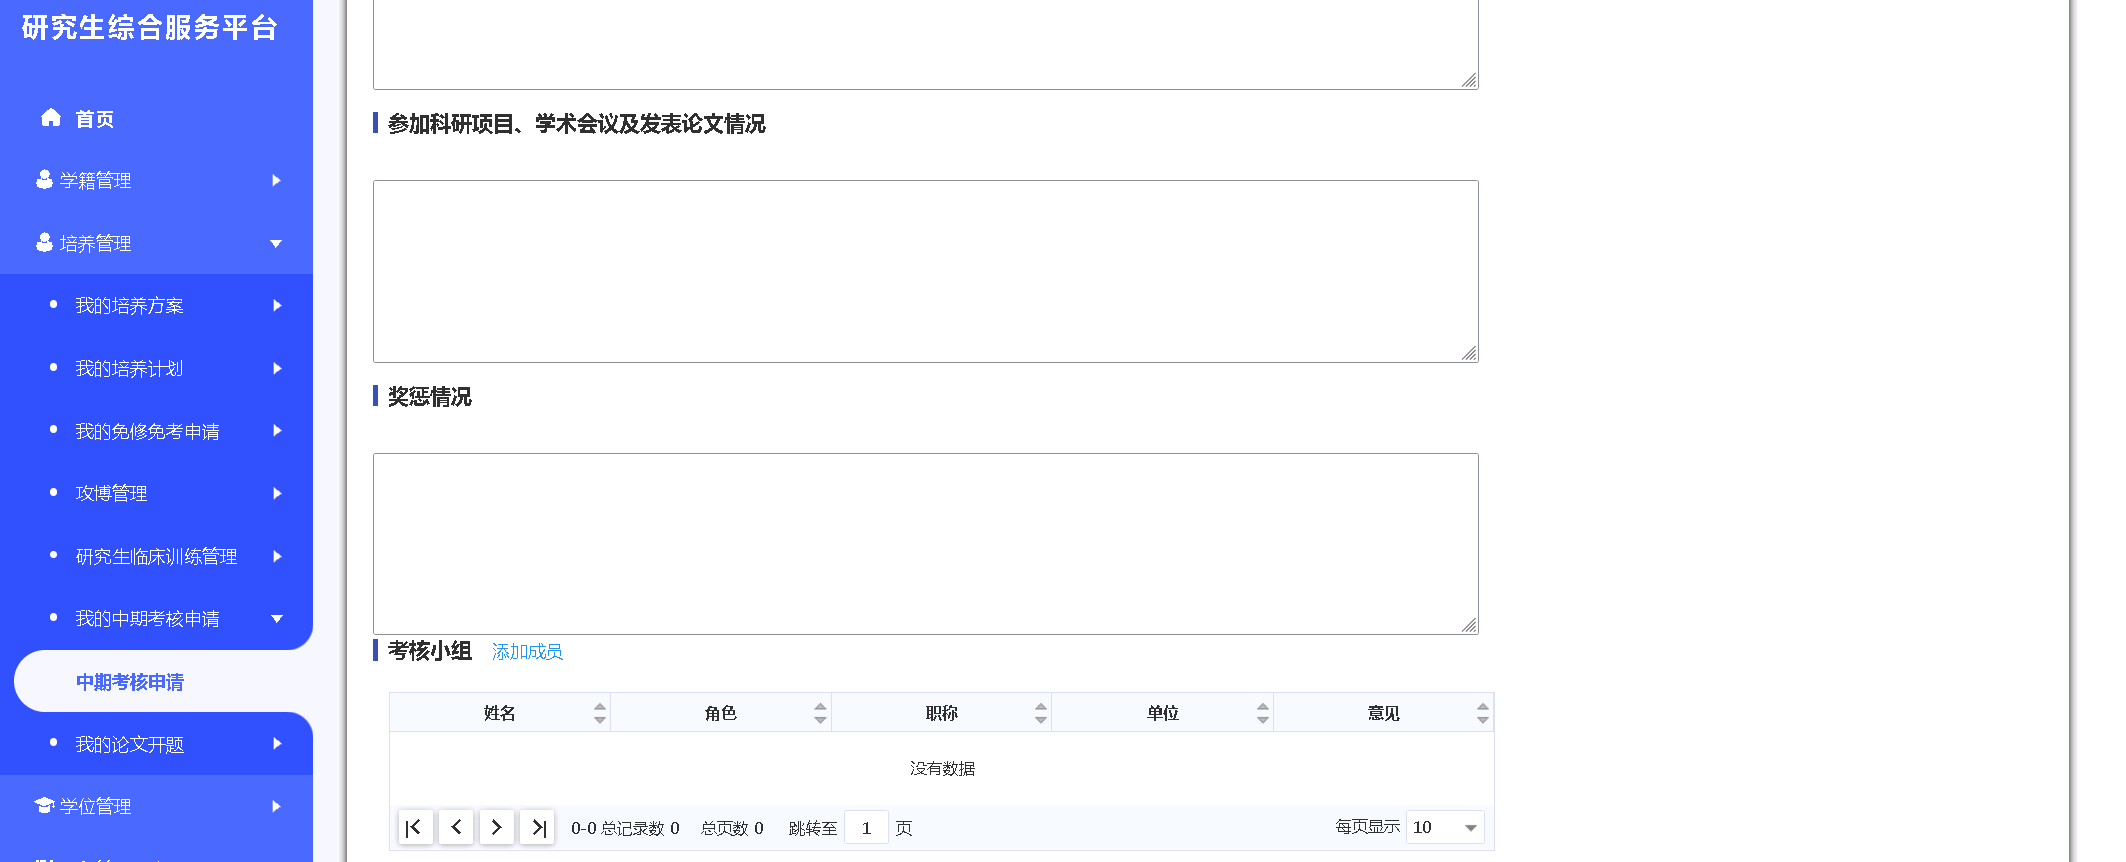 研究生综合服务平台
首页
学籍管理
培养管理
我的培养方案
我的培养计划
我的免修免考申请
攻博管理
研究生临床训练管理
我的中期考核申请
中期考核申请
我的论文开题
学位管理
参加科研项目、学术会议及发表论文情况
奖惩情况
考核小组 添加成员
姓名 角色 职称 单位 意见
没有数据
0-0 总记录数 0 总页数 0 跳转至 1 页 每页显示 10